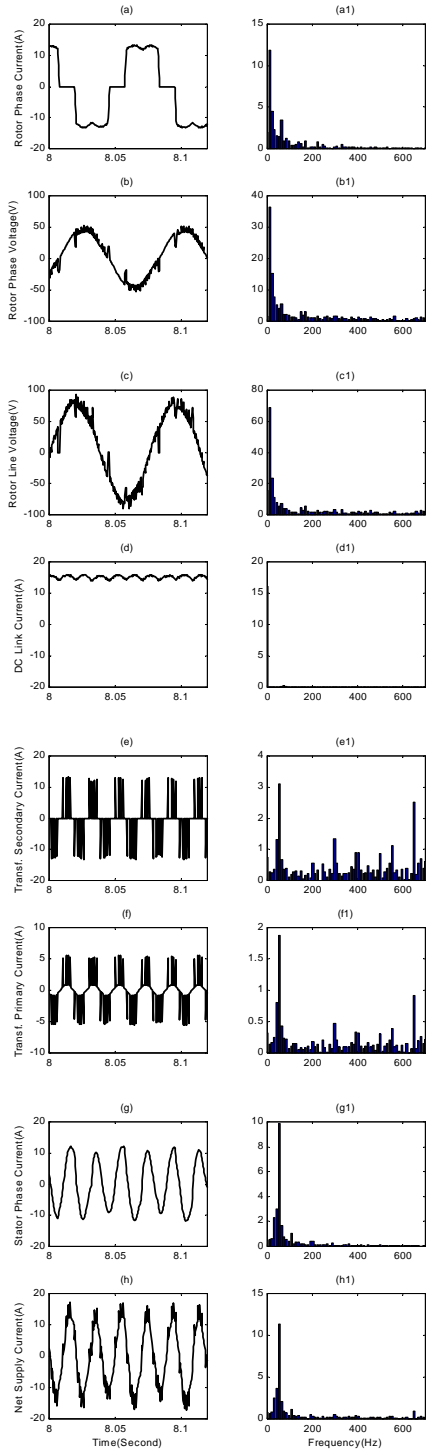 (a) (a1)
Rotor Phase Current(A)
20
10
0
-10
-20
8 8.05 8.1
15
10
5
0
0 200 400 600
(b) (b1)
Rotor Phase Voltage(V)
100
50
0
-50
-100
8 8.05 8.1
40
30
20
10
0
0 200 400 600
(c) (c1)
Rotor Line Voltage(V)
100
50
0
-50
-100
8 8.05 8.1
80
60
40
20
0
0 200 400 600
(d) (d1)
DC Link Current(A)
20
10
0
-10
-20
8 8.05 8.1
20
15
10
5
0
0 200 400 600
(e) (e1)
Transf. Secondary Current(A)
20
10
0
-10
-20
8 8.05 8.1
4
3
2
1
0
0 200 400 600
(f) (f1)
Transf. Primary Current(A)
10
5
0
-5
-10
8 8.05 8.1
2
1.5
1
0.5
0
0 200 400 600
(g) (g1)
Stator Phase Current(A)
20
10
0
-10
-20
8 8.05 8.1
10
8
6
4
2
0
0 200 400 600
(h) (h1)
Net Supply Current(A)
20
10
0
-10
-20
8 8.05 8.1
Time(Second)
15
10
5
0
0 200 400 600
Frequency(Hz)